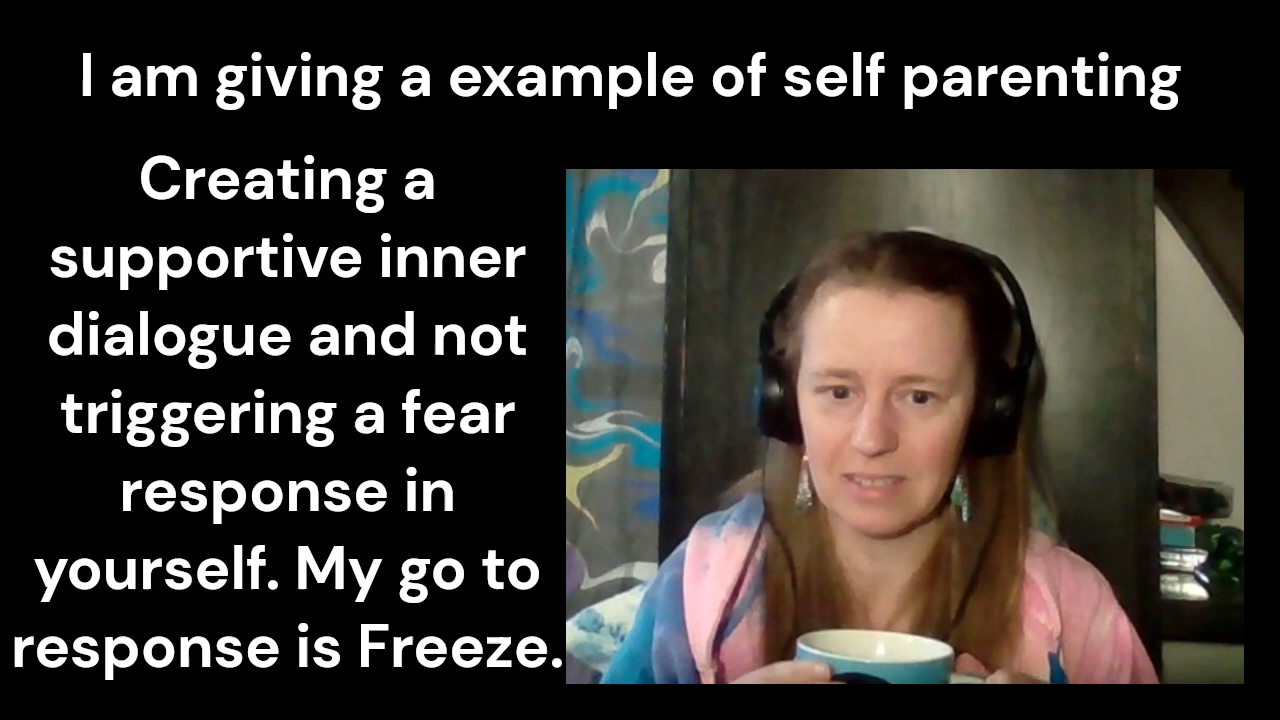 I am giving a example of self parenting
Creating a
supportive inner
dialogue and not
triggering a fear
response in
yourself. My go to
response is Freeze.